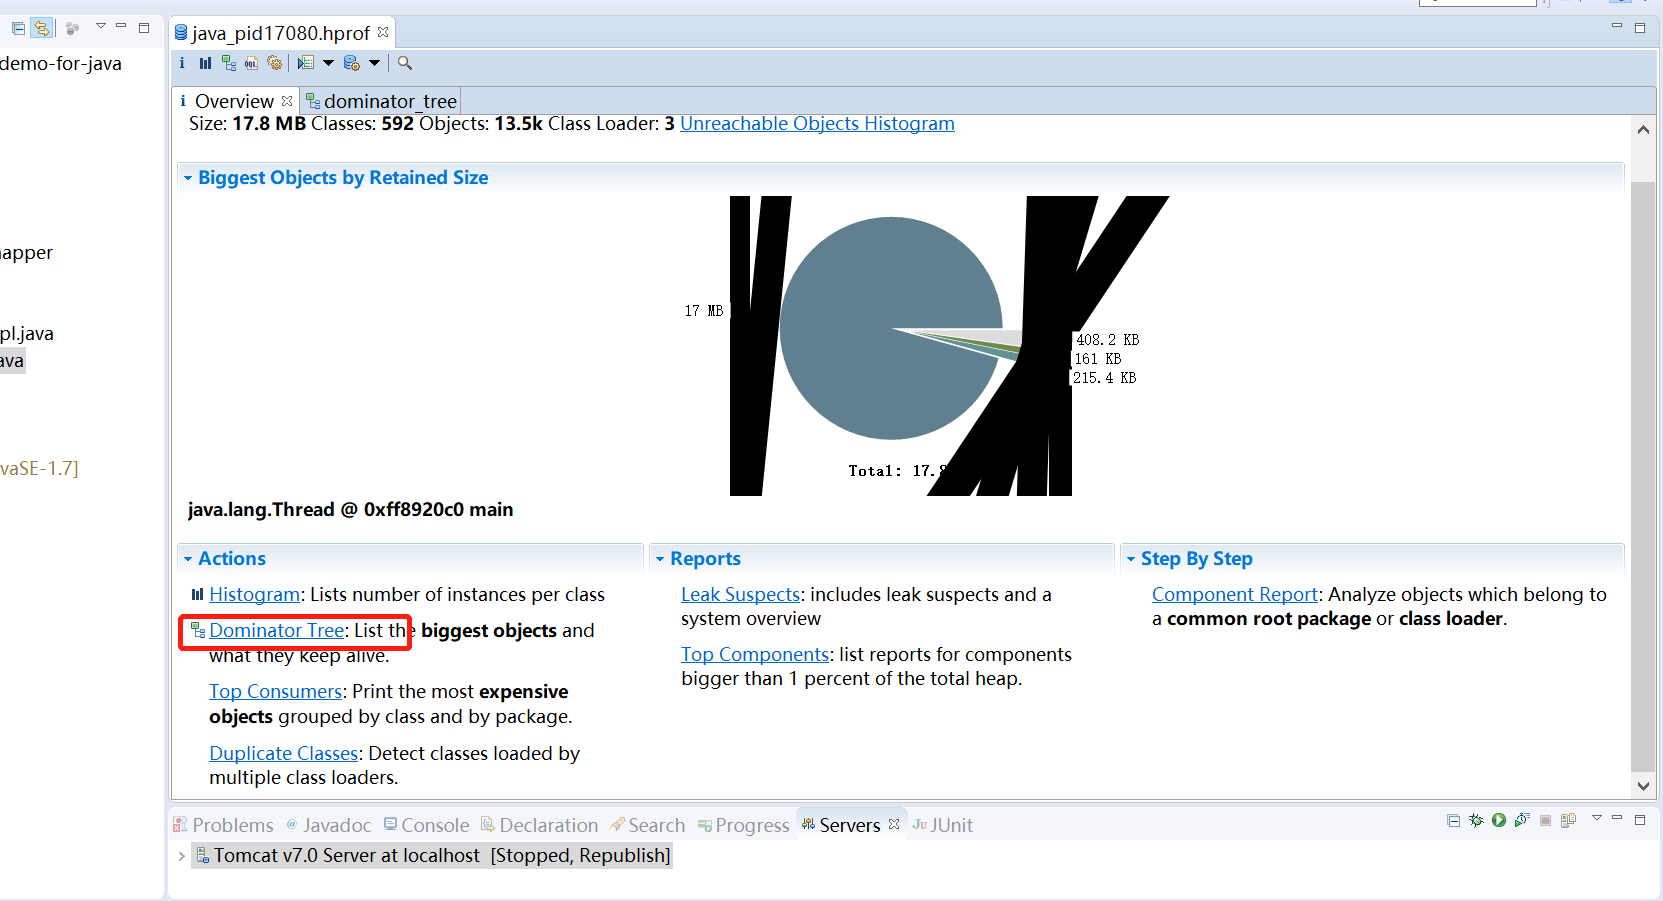 java_pid17080.hprof
demo-for-java
Overview
dominator_tree
Size: 17.8 MB Classes: 592 Objects: 13.5k Class Loader: 3 Unreachable Objects Histogram
Biggest Objects by Retained Size
17 MB
408.2 KB
161 KB
215.4 KB
Total: 17.8
java.lang.Thread @ 0xff8920c0 main
apper
pl.java
ava
vaSE-1.7]
Actions
Histogram: Lists number of instances per class
Dominator Tree: List the biggest objects and
what they keep alive.
Top Consumers: Print the most expensive
objects grouped by class and by package.
Duplicate Classes: Detect classes loaded by
multiple class loaders.
Reports
Leak Suspects: includes leak suspects and a
system overview
Top Components: list reports for components
bigger than 1 percent of the total heap.
Step By Step
Component Report: Analyze objects which belong to
a common root package or class loader.
Problems @ Javadoc Console Declaration Search Progress Servers Ju JUnit
Tomcat v7.0 Server at localhost [Stopped, Republish]